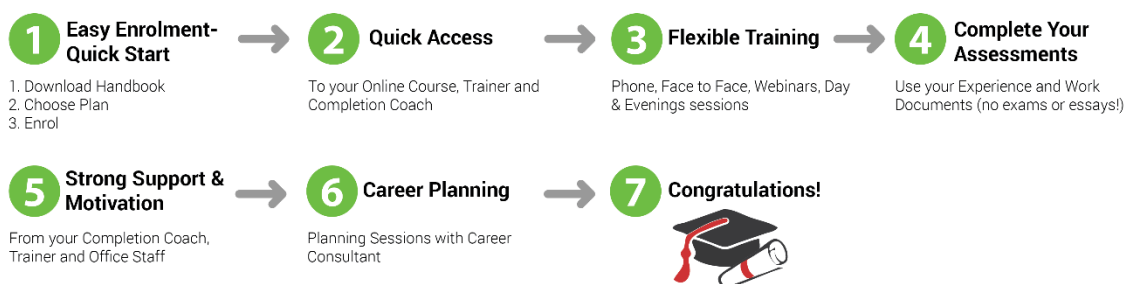 1 Easy Enrolment-
Quick Start
1. Download Handbook
2. Choose Plan
3. Enrol
2 Quick Access
To your Online Course, Trainer and
Completion Coach
3 Flexible Training
Phone, Face to Face, Webinars, Day
& Evenings sessions
4 Complete Your
Assessments
Use your Experience and Work
Documents (no exams or essays!)
5 Strong Support &
Motivation
From your Completion Coach,
Trainer and Office Staff
6 Career Planning
Planning Sessions with Career
Consultant
7 Congratulations!